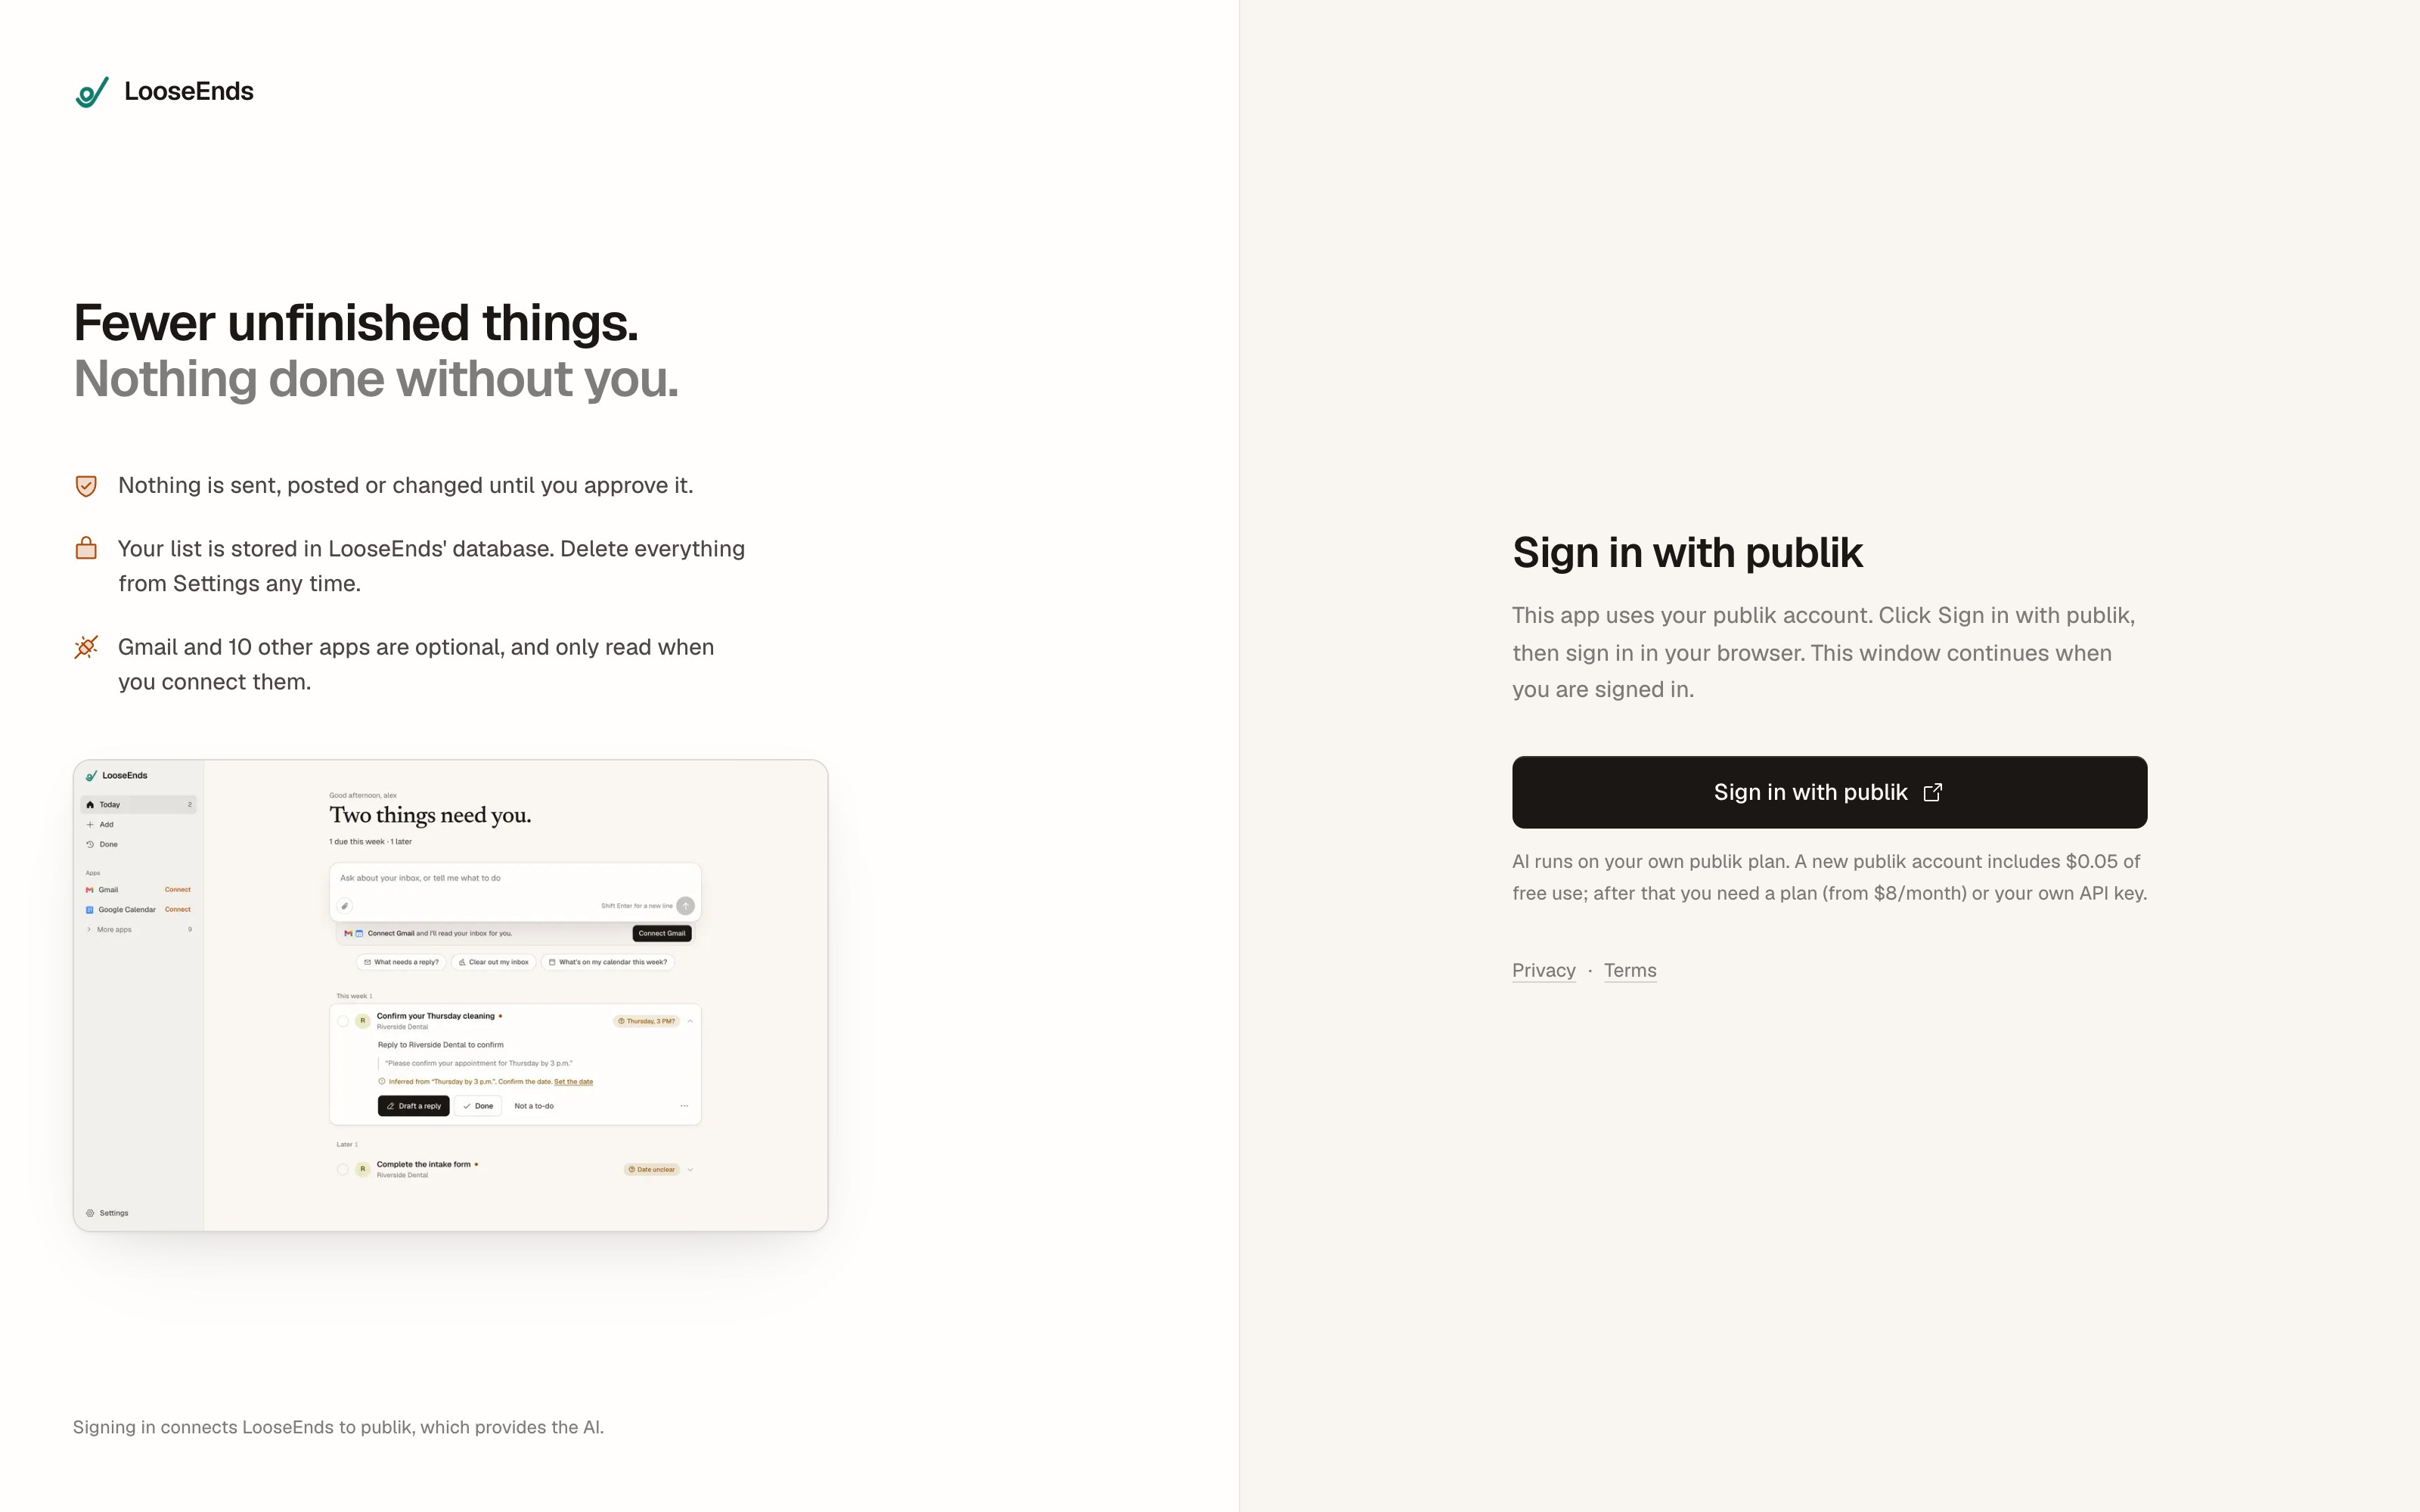 LooseEnds
Fewer unfinished things.
Nothing done without you.
Nothing is sent, posted or changed until you approve it.
Your list is stored in LooseEnds' database. Delete everything
from Settings any time.
Gmail and 10 other apps are optional, and only read when
you connect them.
LooseEnds
Today 2
Add
Done
Apps
Gmail Connect
Google Calendar Connect
More apps 9
Settings
Good afternoon, alex
Two things need you.
1 due this week · 1 later
Ask about your inbox, or tell me what to do
Shift Enter for a new line
Connect Gmail and I'll read your inbox for you. Connect Gmail
What needs a reply? Clear out my inbox What's on my calendar this week?
This week 1
R Confirm your Thursday cleaning Thursday, 3 PM?
Riverside Dental
Reply to Riverside Dental to confirm
"Please confirm your appointment for Thursday by 3 p.m."
Inferred from "Thursday by 3 p.m.". Confirm the date. Set the date
Draft a reply Done Not a to-do
Later 1
R Complete the intake form Date unclear
Riverside Dental
Signing in connects LooseEnds to publik, which provides the AI.
Sign in with publik
This app uses your publik account. Click Sign in with publik,
then sign in in your browser. This window continues when
you are signed in.
Sign in with publik
AI runs on your own publik plan. A new publik account includes $0.05 of
free use; after that you need a plan (from $8/month) or your own API key.
Privacy · Terms